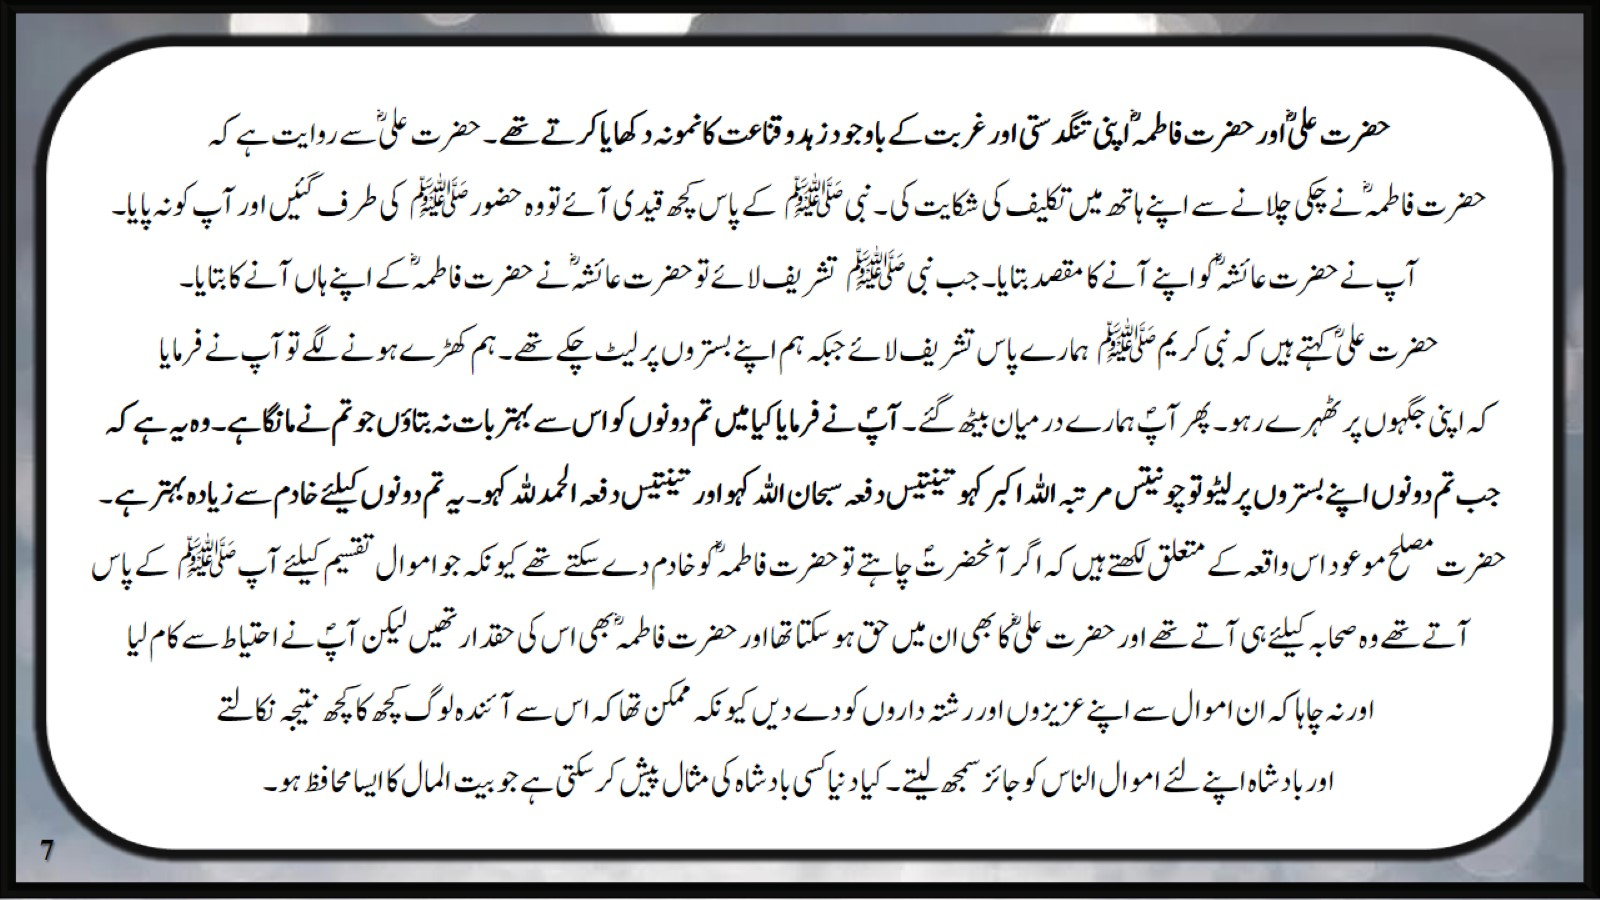 حضرت علیؓ اور حضرت فاطمہؓ اپنی تنگدستی اور غربت کے باوجود زہد و قناعت کا نمونہ دکھایا کرتے تھے۔ حضرت علیؓ سے روایت ہے کہ
حضرت فاطمہؓ نے چکی چلانے سے اپنے ہاتھ میں تکلیف کی شکایت کی۔ نبی ﷺ کے پاس کچھ قیدی آئے تو وہ حضور ﷺ کی طرف گئیں اور آپ کو نہ پایا۔
آپ نے حضرت عائشہؓ کو اپنے آنے کا مقصد بتایا۔ جب نبی ﷺ تشریف لائے تو حضرت عائشہؓ نے حضرت فاطمہؓ کے اپنے ہاں آنے کا بتایا۔
حضرت علیؓ کہتے ہیں کہ نبی کریم ﷺ ہمارے پاس تشریف لائے جبکہ ہم اپنے بستروں پر لیٹ چکے تھے۔ ہم کھڑے ہونے لگے تو آپ نے فرمایا
کہ اپنی جگہوں پر ٹھہرے رہو۔ پھر آپؐ ہمارے درمیان بیٹھ گئے۔ آپؐ نے فرمایا کیا میں تم دونوں کو اس سے بہتر بات نہ بتاؤں جو تم نے مانگا ہے۔ وہ یہ ہے کہ
جب تم دونوں اپنے بستروں پر لیٹو تو چونتیس مرتبہ اللہ اکبر کہو تینتیس دفعہ سبحان اللہ کہو اور تینتیس دفعہ الحمد للہ کہو۔ یہ تم دونوں کیلئے خادم سے زیادہ بہتر ہے۔
حضرت مصلح موعود اس واقعہ کے متعلق لکھتے ہیں کہ اگر آنحضرتؐ چاہتے تو حضرت فاطمہؓ کو خادم دے سکتے تھے کیونکہ جو اموال تقسیم کیلئے آپ ﷺ کے پاس
آتے تھے وہ صحابہ کیلئے ہی آتے تھے اور حضرت علیؓ کا بھی ان میں حق ہو سکتا تھا اور حضرت فاطمہؓ بھی اس کی حقدار تھیں لیکن آپؐ نے احتیاط سے کام لیا
اور نہ چاہا کہ ان اموال سے اپنے عزیزوں اور رشتہ داروں کو دے دیں کیونکہ ممکن تھا کہ اس سے آئندہ لوگ کچھ کا کچھ نتیجہ نکالتے
اور بادشاہ اپنے لئے اموال الناس کو جائز سمجھ لیتے۔ کیا دنیا کسی بادشاہ کی مثال پیش کر سکتی ہے جو بیت المال کا ایسا محافظ ہو۔
7